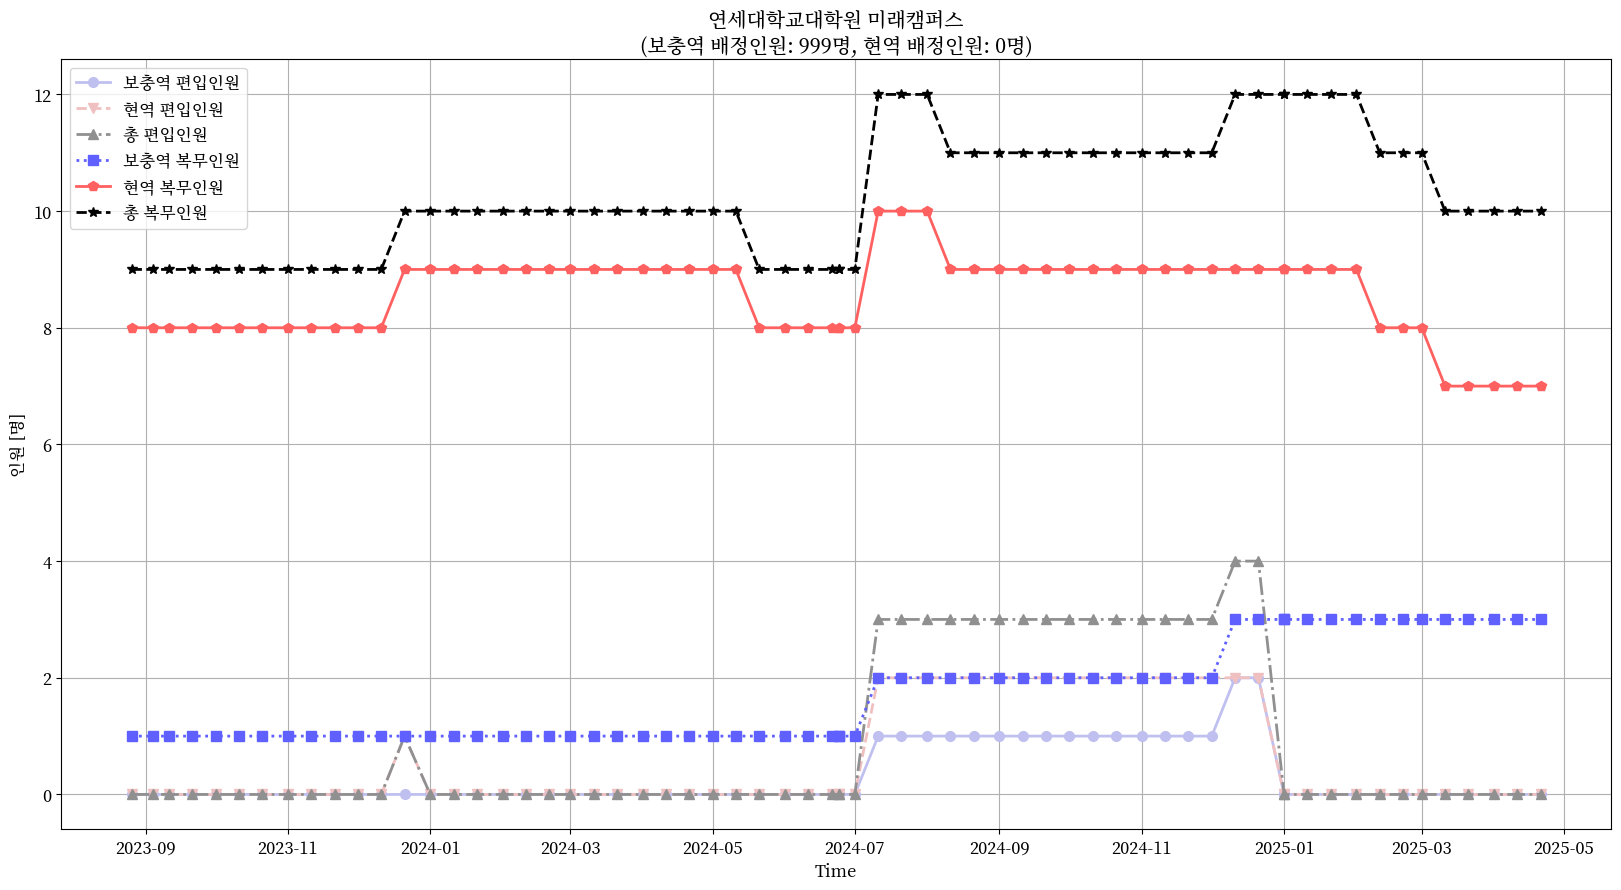 연세대학교대학원 미래캠퍼스
(보충역 배정인원: 999명, 현역 배정인원: 0명)
보충역 편입인원
현역 편입인원
총 편입인원
보충역 복무인원
현역 복무인원
총 복무인원
12
10
8
6
4
2
0
인원 [명]
2023-09
2023-11
2024-01
2024-03
2024-05
2024-07
2024-09
2024-11
2025-01
2025-03
2025-05
Time